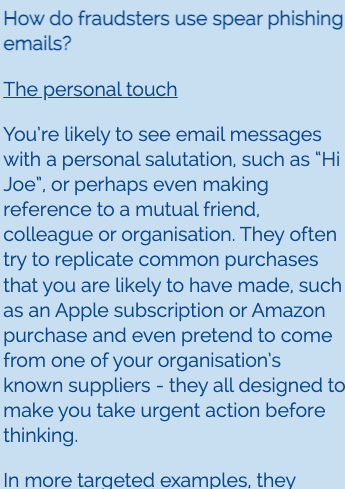 How do fraudsters use spear phishing
emails?
The personal touch
You're likely to see email messages
with a personal salutation, such as “Hi
Joe”, or perhaps even making
reference to a mutual friend,
colleague or organisation. They often
try to replicate common purchases
that you are likely to have made, such
as an Apple subscription or Amazon
purchase and even pretend to come
from one of your organisation's
known suppliers - they all designed to
make you take urgent action before
thinking.
In more targeted examples, they